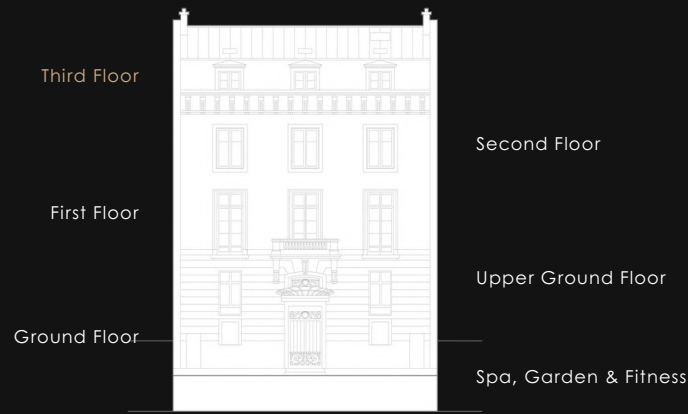 Third Floor
Second Floor
First Floor
Upper Ground Floor
Ground Floor
Spa, Garden & Fitness